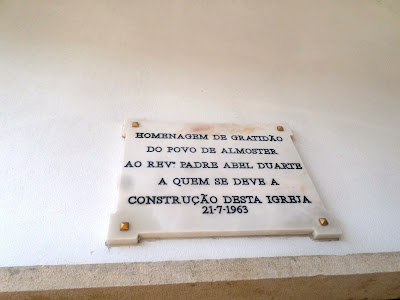 HOMENAGEM DE GRATIDÃO
DO POVO DE ALMOSTER
AO REVº PADRE ABEL DUARTE
A QUEM SE DEVE A
CONSTRUÇÃO DESTA IGREJA
21-7-1963